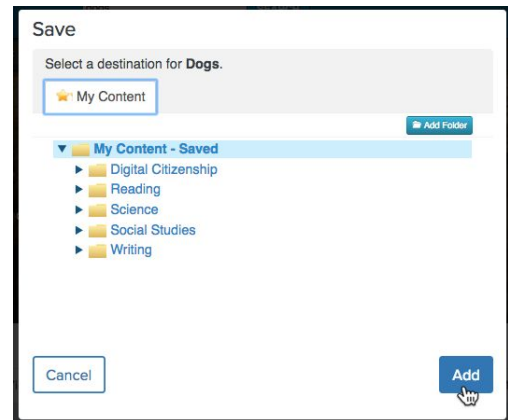 Save
Select a destination for Dogs.
My Content
Add Folder
My Content - Saved
Digital Citizenship
Reading
Science
Social Studies
Writing
Cancel
Add